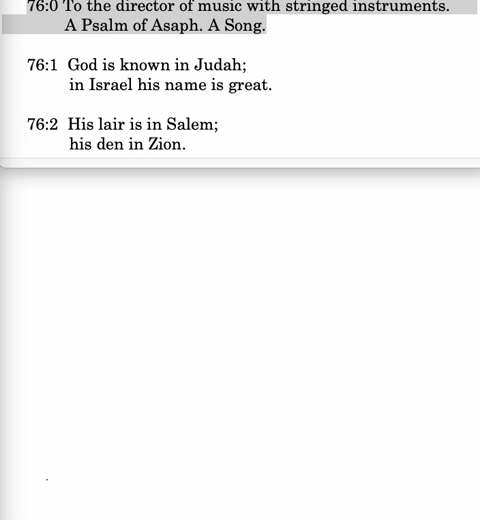 76:0 To the director of music with stringed instruments.
A Psalm of Asaph. A Song.
76:1 God is known in Judah;
in Israel his name is great.
76:2 His lair is in Salem;
his den in Zion.